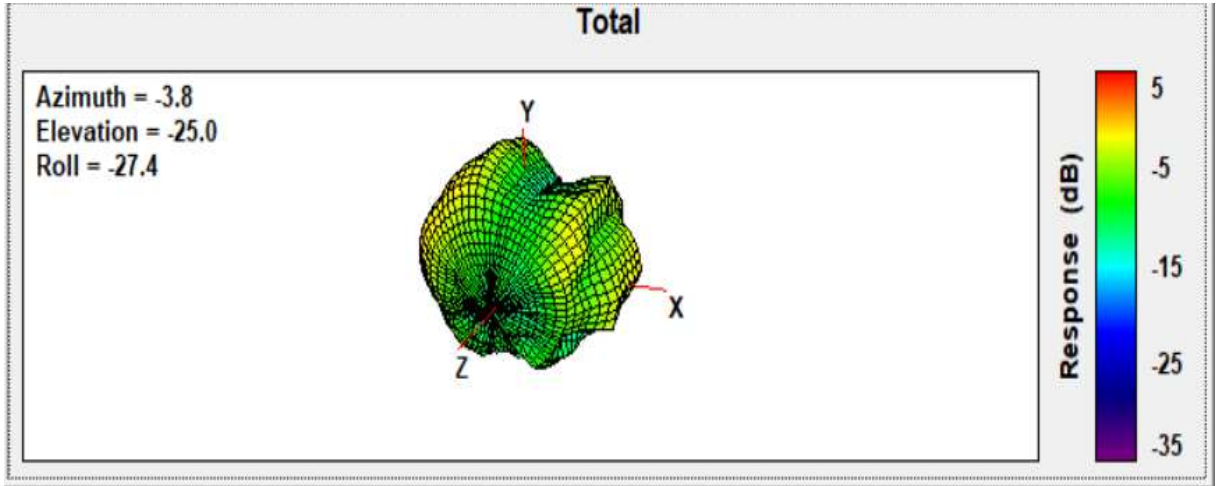 Total
Azimuth = -3.8
Elevation = -25.0
Roll = -27.4
Y
X
Z
Response (dB)
5
-5
-15
-25
-35